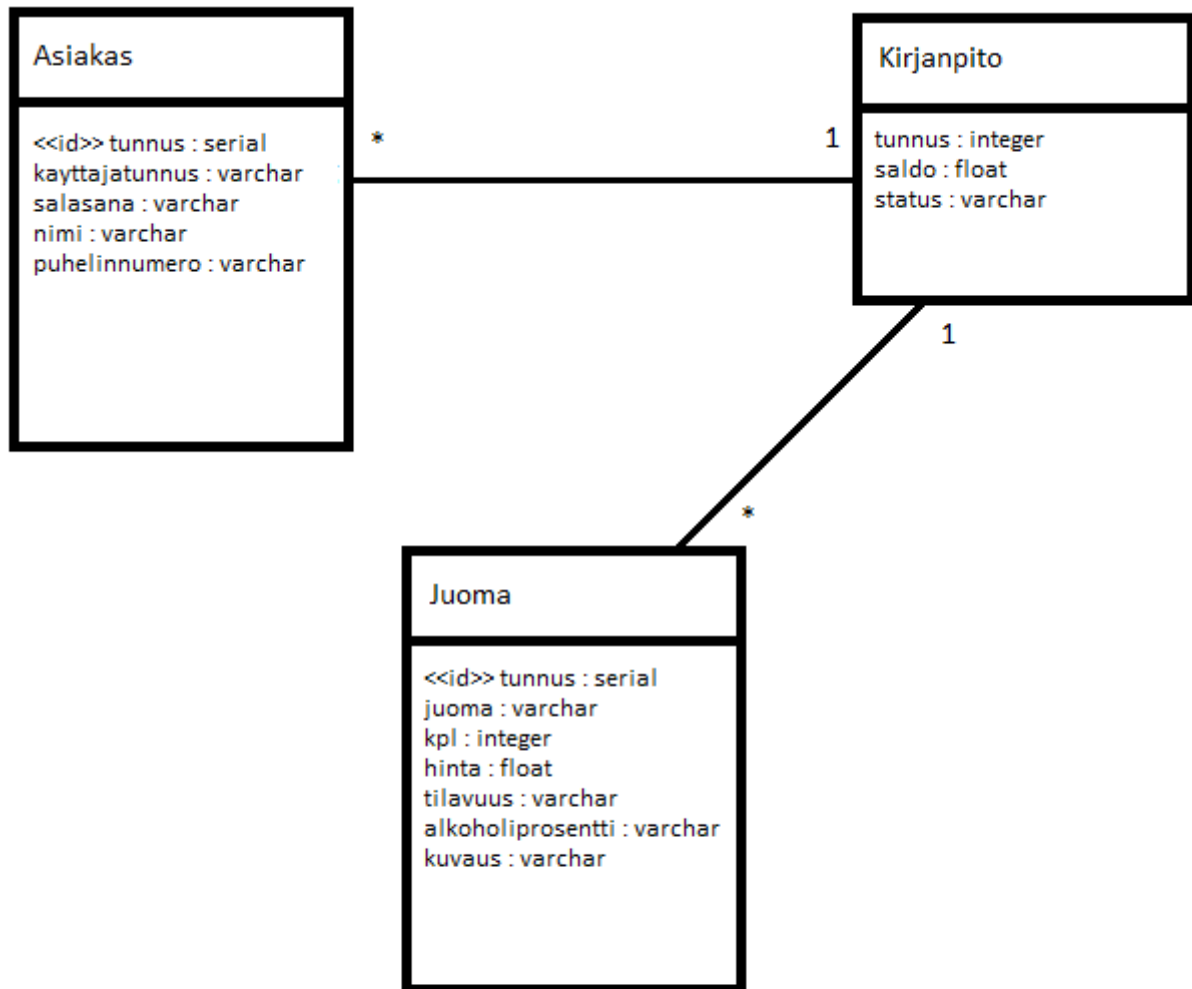 Asiakas
<<id>> tunnus : serial
kayttajatunnus : varchar
salasana : varchar
nimi : varchar
puhelinnumero : varchar
*
1
Kirjanpito
tunnus : integer
saldo : float
status : varchar
1
*
Juoma
<<id>> tunnus : serial
juoma : varchar
kpl : integer
hinta : float
tilavuus : varchar
alkoholiprosentti : varchar
kuvaus : varchar